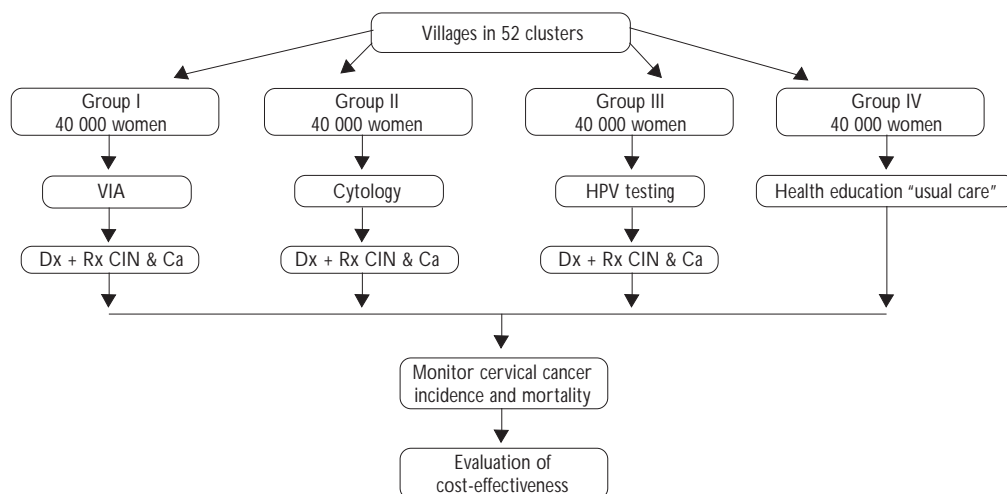 Villages in 52 clusters
Group I
40 000 women
Group II
40 000 women
Group III
40 000 women
Group IV
40 000 women
VIA
Cytology
HPV testing
Health education “usual care”
Dx + Rx CIN & Ca
Dx + Rx CIN & Ca
Dx + Rx CIN & Ca
Monitor cervical cancer
incidence and mortality
Evaluation of
cost-effectiveness